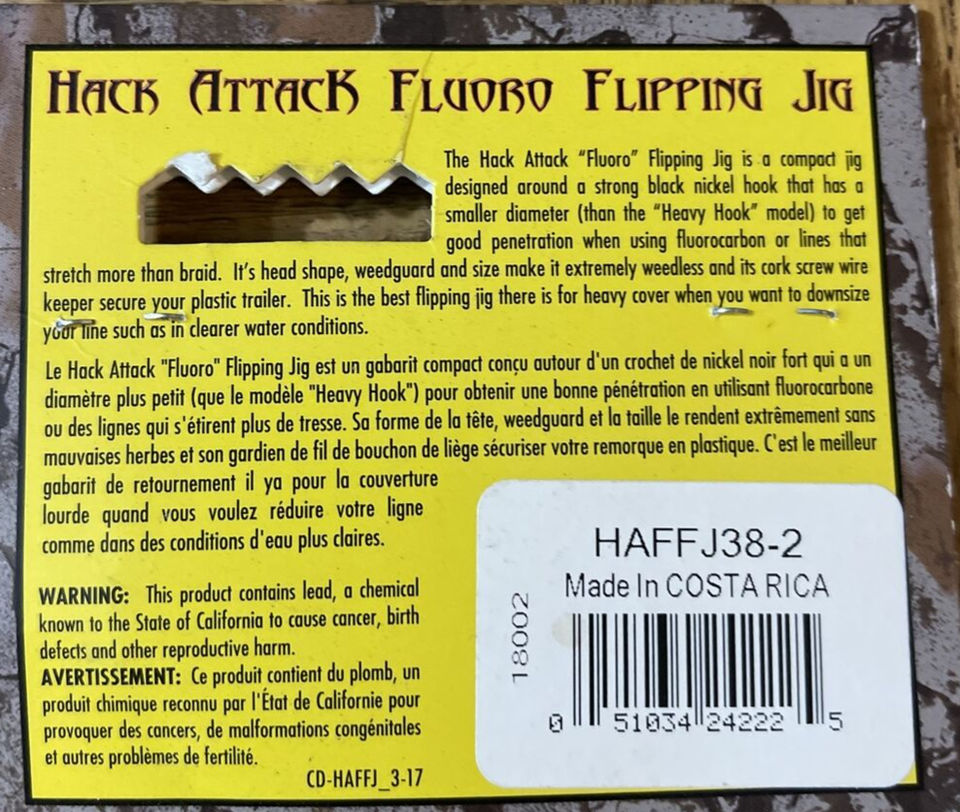 HACK ATTACK FLUORO FLIPPING JIG
The Hack Attack “Fluoro” Flipping Jig is a compact jig
designed around a strong black nickel hook that has a
smaller diameter (than the “Heavy Hook” model) to get
good penetration when using fluorocarbon or lines that
stretch more than braid. It’s head shape, weedguard and size make it extremely weedless and its cork screw wire
keeper secure your plastic trailer. This is the best flipping jig there is for heavy cover when you want to downsize
your line such as in clearer water conditions.
Le Hack Attack "Fluoro" Flipping Jig est un gabarit compact conçu autour d'un crochet de nickel noir fort qui a un
diamètre plus petit (que le modèle "Heavy Hook") pour obtenir une bonne pénétration en utilisant fluorocarbone
ou des lignes qui s'étirent plus de tresse. Sa forme de la tête, weedguard et la taille le rendent extrêmement sans
mauvaises herbes et son gardien de fil de bouchon de liège sécuriser votre remorque en plastique. C'est le meilleur
gabarit de retournement il ya pour la couverture
lourde quand vous voulez réduire votre ligne
comme dans des conditions d'eau plus claires.
WARNING: This product contains lead, a chemical
known to the State of California to cause cancer, birth
defects and other reproductive harm.
AVERTISSEMENT: Ce produit contient du plomb, un
produit chimique reconnu par l'État de Californie pour
provoquer des cancers, de malformations congénitales
et autres problèmes de fertilité.
CD-HAFFJ_3-17
HAFFJ38-2
Made In COSTA RICA
18002
0 51034 24222 5